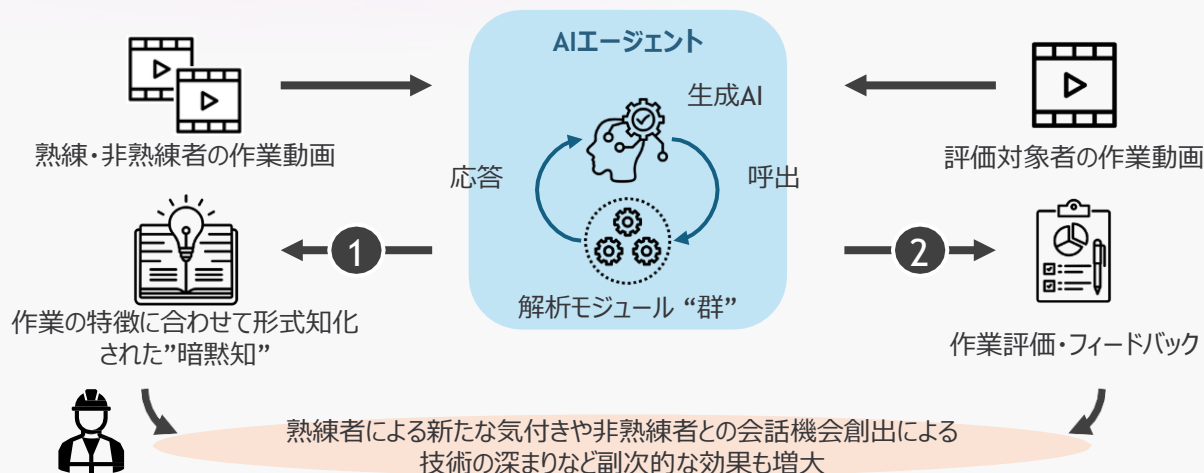 AIエージェント
生成AI
熟練・非熟練者の作業動画
評価対象者の作業動画
応答
呼出
1
2
解析モジュール “群”
作業の特徴に合わせて形式知化
された”暗黙知”
作業評価・フィードバック
熟練者による新たな気付きや非熟練者との会話機会創出による
技術の深まりなど副次的な効果も増大